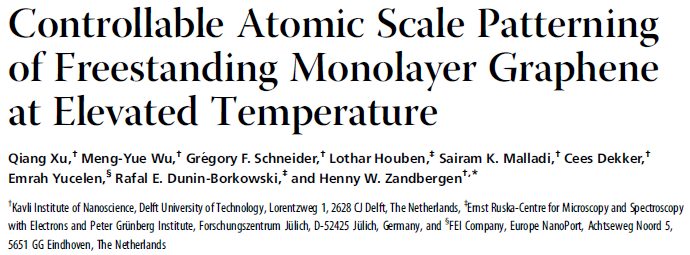 Controllable Atomic Scale Patterning
of Freestanding Monolayer Graphene
at Elevated Temperature
Qiang Xu,† Meng-Yue Wu,† Grégory F. Schneider,† Lothar Houben,‡ Sairam K. Malladi,† Cees Dekker,†
Emrah Yucelen,§ Rafal E. Dunin-Borkowski,‡ and Henny W. Zandbergen†,*
†Kavli Institute of Nanoscience, Delft University of Technology, Lorentzweg 1, 2628 CJ Delft, The Netherlands, ‡Ernst Ruska-Centre for Microscopy and Spectroscopy
with Electrons and Peter Grünberg Institute, Forschungszentrum Jülich, D-52425 Jülich, Germany, and §FEI Company, Europe NanoPort, Achtseweg Noord 5,
5651 GG Eindhoven, The Netherlands